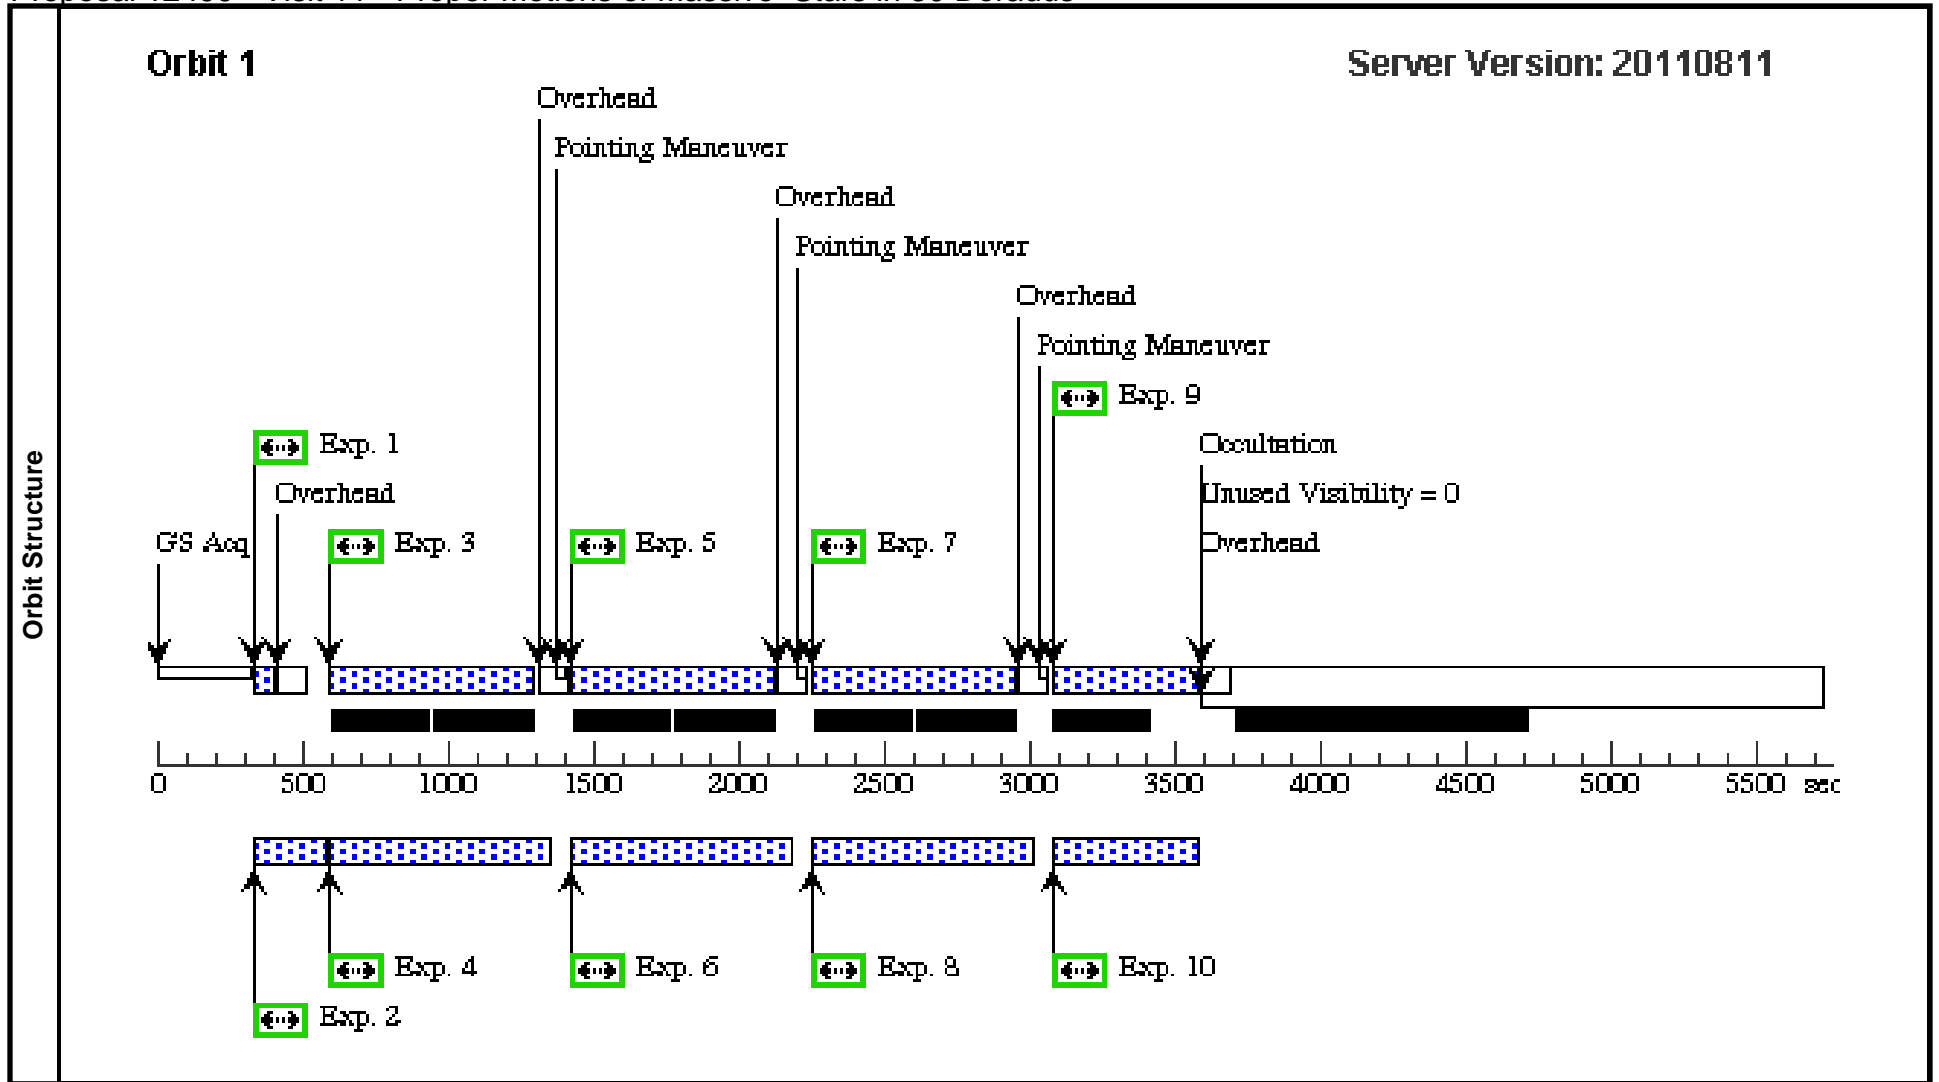 Orbit 1
Server Version: 20110811
Overhead
Pointing Maneuver
Overhead
Pointing Maneuver
Overhead
Pointing Maneuver
Exp. 9
Exp. 1
Occultation
Overhead
Unused Visibility = 0
GS Acq
Exp. 3
Exp. 5
Exp. 7
Overhead
Orbit Structure
0 500 1000 1500 2000 2500 3000 3500 4000 4500 5000 5500 sec
Exp. 4
Exp. 6
Exp. 8
Exp. 10
Exp. 2